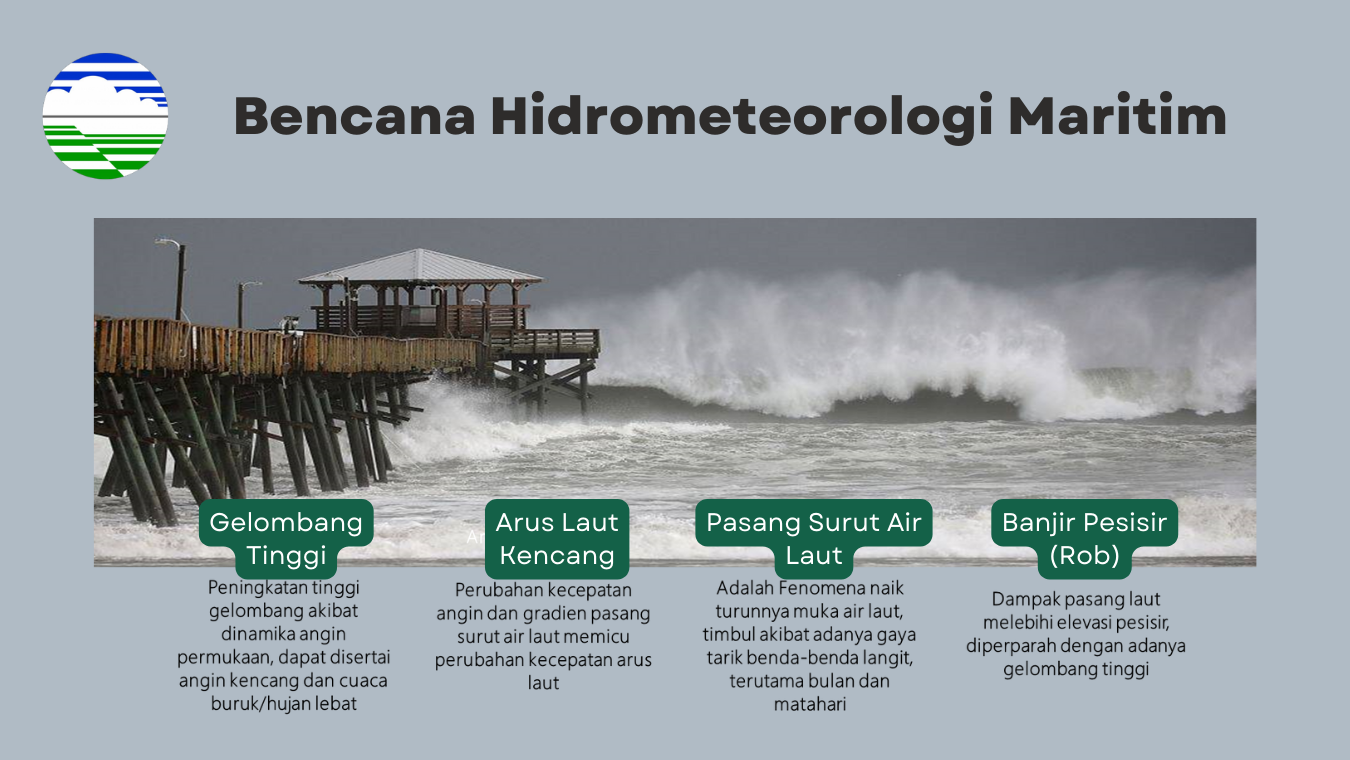 Bencana Hidrometeorologi Maritim
Gelombang
Tinggi
Peningkatan tinggi
gelombang akibat
dinamika angin
permukaan, dapat disertai
angin kencang dan cuaca
buruk/hujan lebat
Arus Laut
Kencang
Perubahan kecepatan
angin dan gradien pasang
surut air laut memicu
perubahan kecepatan arus
laut
Pasang Surut Air
Laut
Adalah Fenomena naik
turunnya muka air laut,
timbul akibat adanya gaya
tarik benda-benda langit,
terutama bulan dan
matahari
Banjir Pesisir
(Rob)
Dampak pasang laut
melebihi elevasi pesisir,
diperparah dengan adanya
gelombang tinggi